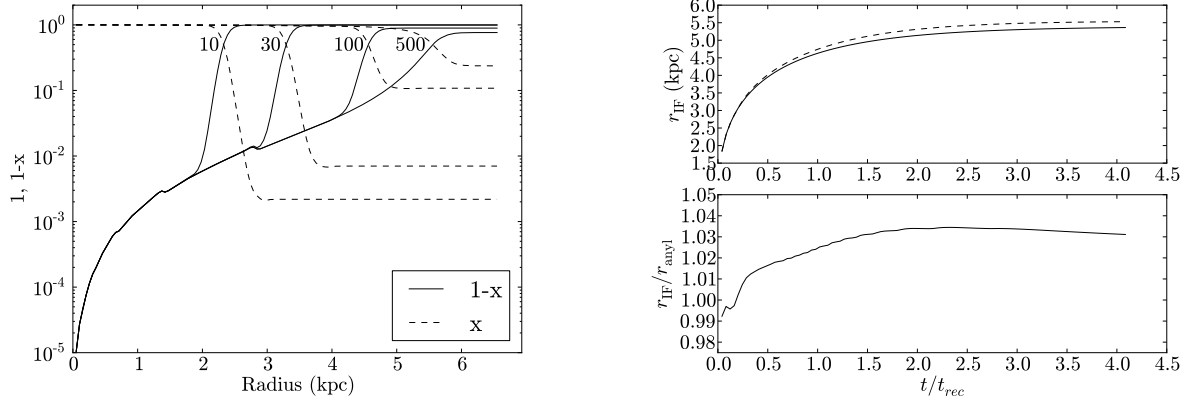 10⁰
10⁻¹
10⁻²
10⁻³
10⁻⁴
10⁻⁵
1, 1-x
10
30
100
500
1-x
x
0 1 2 3 4 5 6
Radius (kpc)
6.0
5.5
5.0
4.5
4.0
3.5
3.0
2.5
2.0
1.5
r_IF (kpc)
0.0 0.5 1.0 1.5 2.0 2.5 3.0 3.5 4.0 4.5
1.05
1.04
1.03
1.02
1.01
1.00
0.99
0.98
r_IF/r_anyl
0.0 0.5 1.0 1.5 2.0 2.5 3.0 3.5 4.0 4.5
t/t_rec